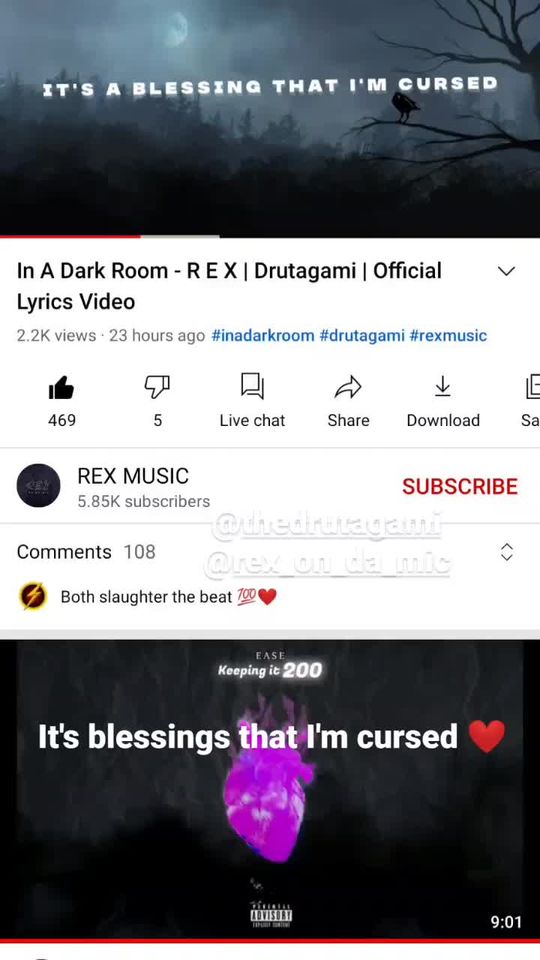 IT'S A BLESSING THAT I'M CURSED
In A Dark Room - R E X | Drutagami | Official
Lyrics Video
2.2K views · 23 hours ago #inadarkroom #drutagami #rexmusic
469
5
Live chat
Share
Download
Sa
REX MUSIC
5.85K subscribers
SUBSCRIBE
@thedrutagami
@rex_on_da_mic
Comments 108
Both slaughter the beat 💯❤️
EASE
Keeping it 200
It's blessings that I'm cursed ❤️
PARENTAL
ADVISORY
EXPLICIT CONTENT
9:01